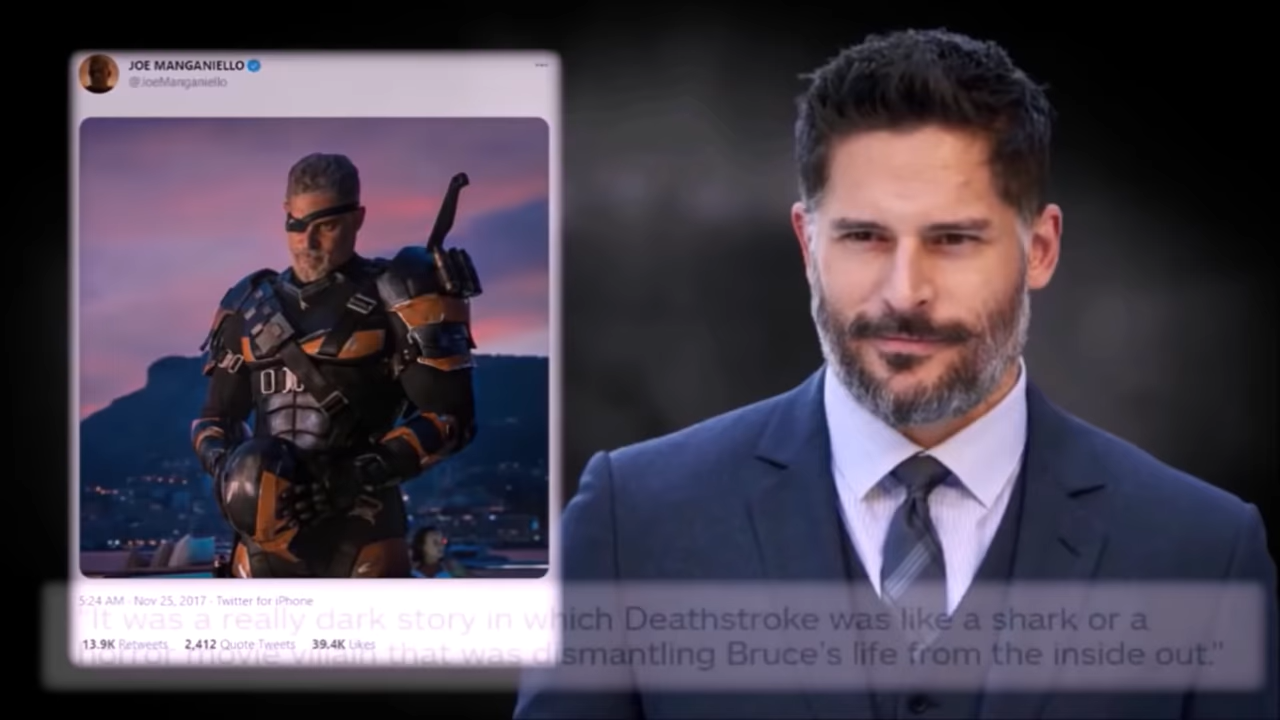 JOE MANGANIELLO
@JoeManganiello
5:24 AM · Nov 25, 2017 · Twitter for iPhone
"It was a really dark story in which Deathstroke was like a shark or a
13.9K Retweets 2,412 Quote Tweets 39.4K Likes
horror movie villain that was dismantling Bruce's life from the inside out."